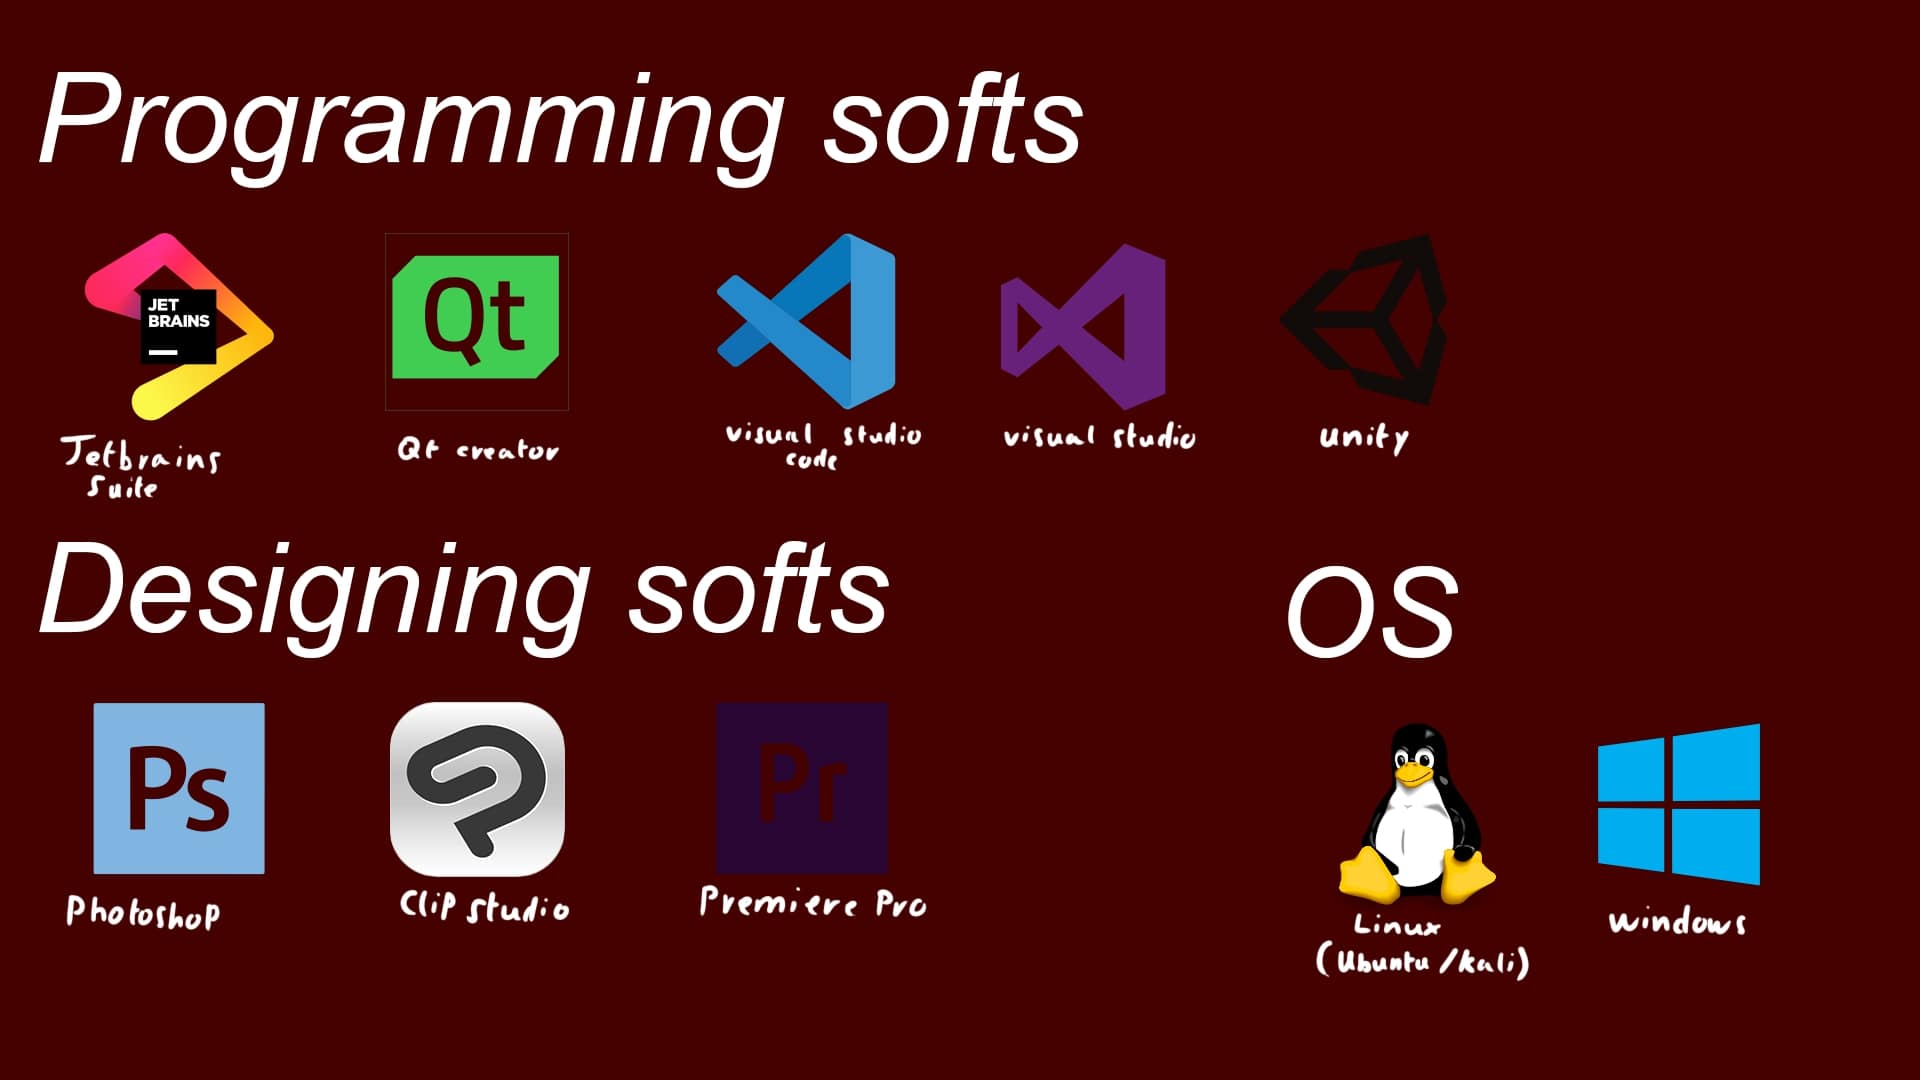 Programming softs
JET
BRAINS
Qt
Jetbrains
suite
Qt creator
visual studio
code
visual studio
unity
Designing softs
OS
Ps
Pr
Photoshop
Clip studio
Premiere Pro
Linux
(Ubuntu/kali)
windows